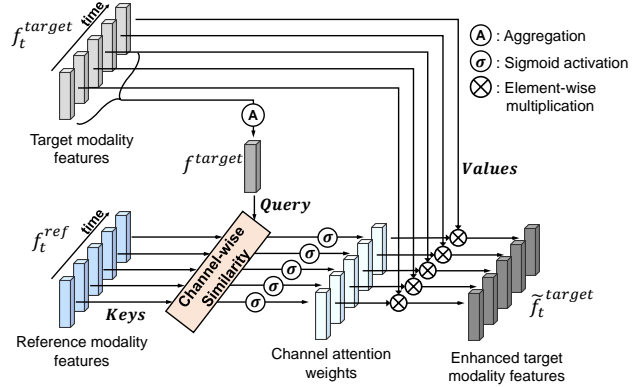 f_t^{target}
time
A : Aggregation
σ : Sigmoid activation
⊗ : Element-wise
multiplication
A
Target modality
features
f^{target}
Values
Query
f_t^{ref}
time
Channel-wise
Similarity
σ
σ
σ
σ
σ
Keys
\tilde{f}_t^{target}
Reference modality
features
Channel attention
weights
Enhanced target
modality features